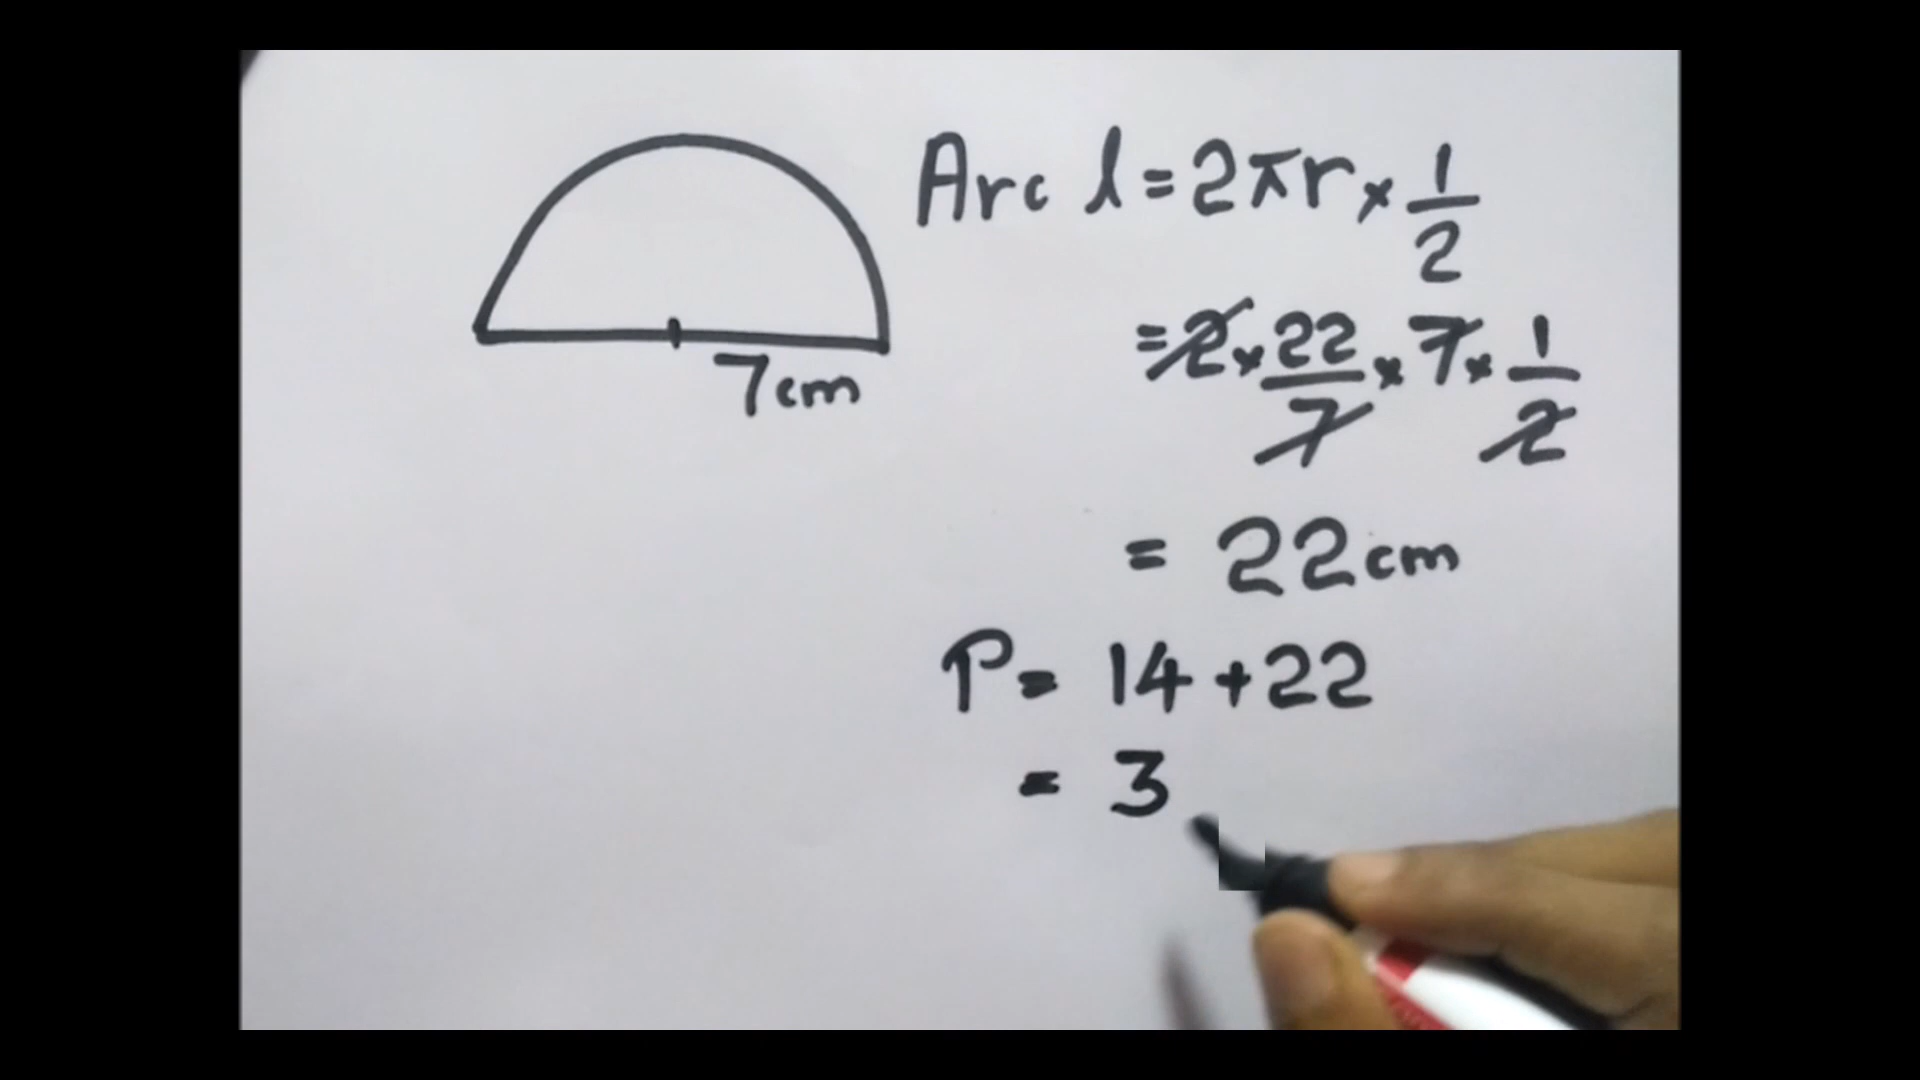 7cm
Arc l = 2πr × 1/2
= 2 × 22/7 × 7 × 1/2
= 22cm
P = 14 + 22
= 3